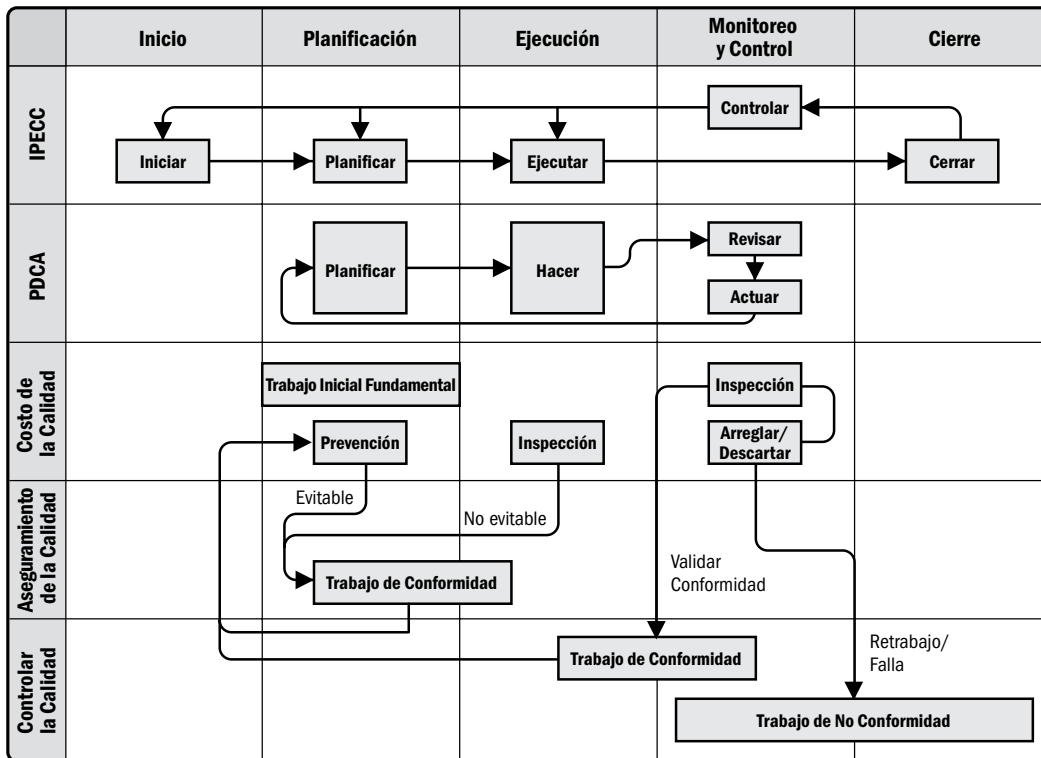 Inicio
Planificación
Ejecución
Monitoreo
y Control
Cierre
IPECC
Controlar
Iniciar
Planificar
Ejecutar
Cerrar
PDCA
Planificar
Hacer
Revisar
Actuar
Costo de
la Calidad
Trabajo Inicial Fundamental
Inspección
Prevención
Inspección
Arreglar/
Descartar
Aseguramiento
de la Calidad
Evitable
No evitable
Trabajo de Conformidad
Validar
Conformidad
Controlar
la Calidad
Trabajo de Conformidad
Retrabajo/
Falla
Trabajo de No Conformidad